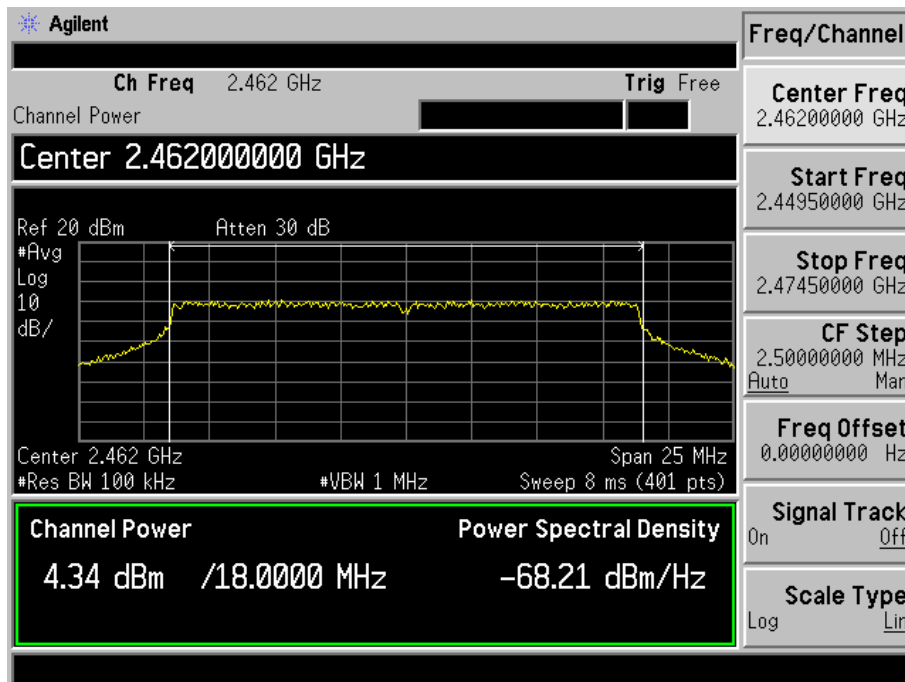 Agilent
Freq/Channel
Ch Freq 2.462 GHz Trig Free
Channel Power
Center 2.462000000 GHz
Ref 20 dBm Atten 30 dB
#Avg
Log
10
dB/
Center 2.462 GHz Span 25 MHz
#Res BW 100 kHz #VBW 1 MHz Sweep 8 ms (401 pts)
Channel Power Power Spectral Density
4.34 dBm /18.0000 MHz -68.21 dBm/Hz
Center Freq
2.46200000 GHz
Start Freq
2.44950000 GHz
Stop Freq
2.47450000 GHz
CF Step
2.50000000 MHz
Auto Man
Freq Offset
0.00000000 Hz
Signal Track
On Off
Scale Type
Log Lin